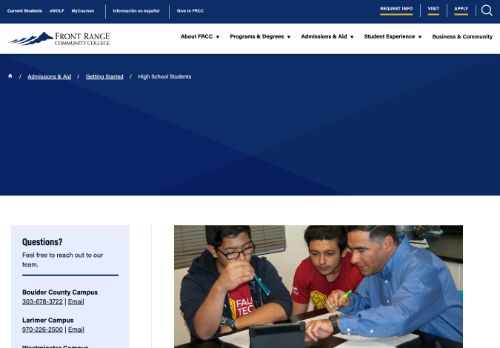 Current Students eWOLF MyCourses Información en español Give to FRCC REQUEST INFO VISIT APPLY
FRONT RANGE
COMMUNITY COLLEGE
About FRCC ▼ Programs & Degrees ▼ Admissions & Aid ▼ Student Experience ▼ Business & Community
/ Admissions & Aid / Getting Started / High School Students
Questions?
Feel free to reach out to our
team.
Boulder County Campus
303-678-3722 | Email
Larimer Campus
970-226-2500 | Email
Westminster Campus
FAU
TEC